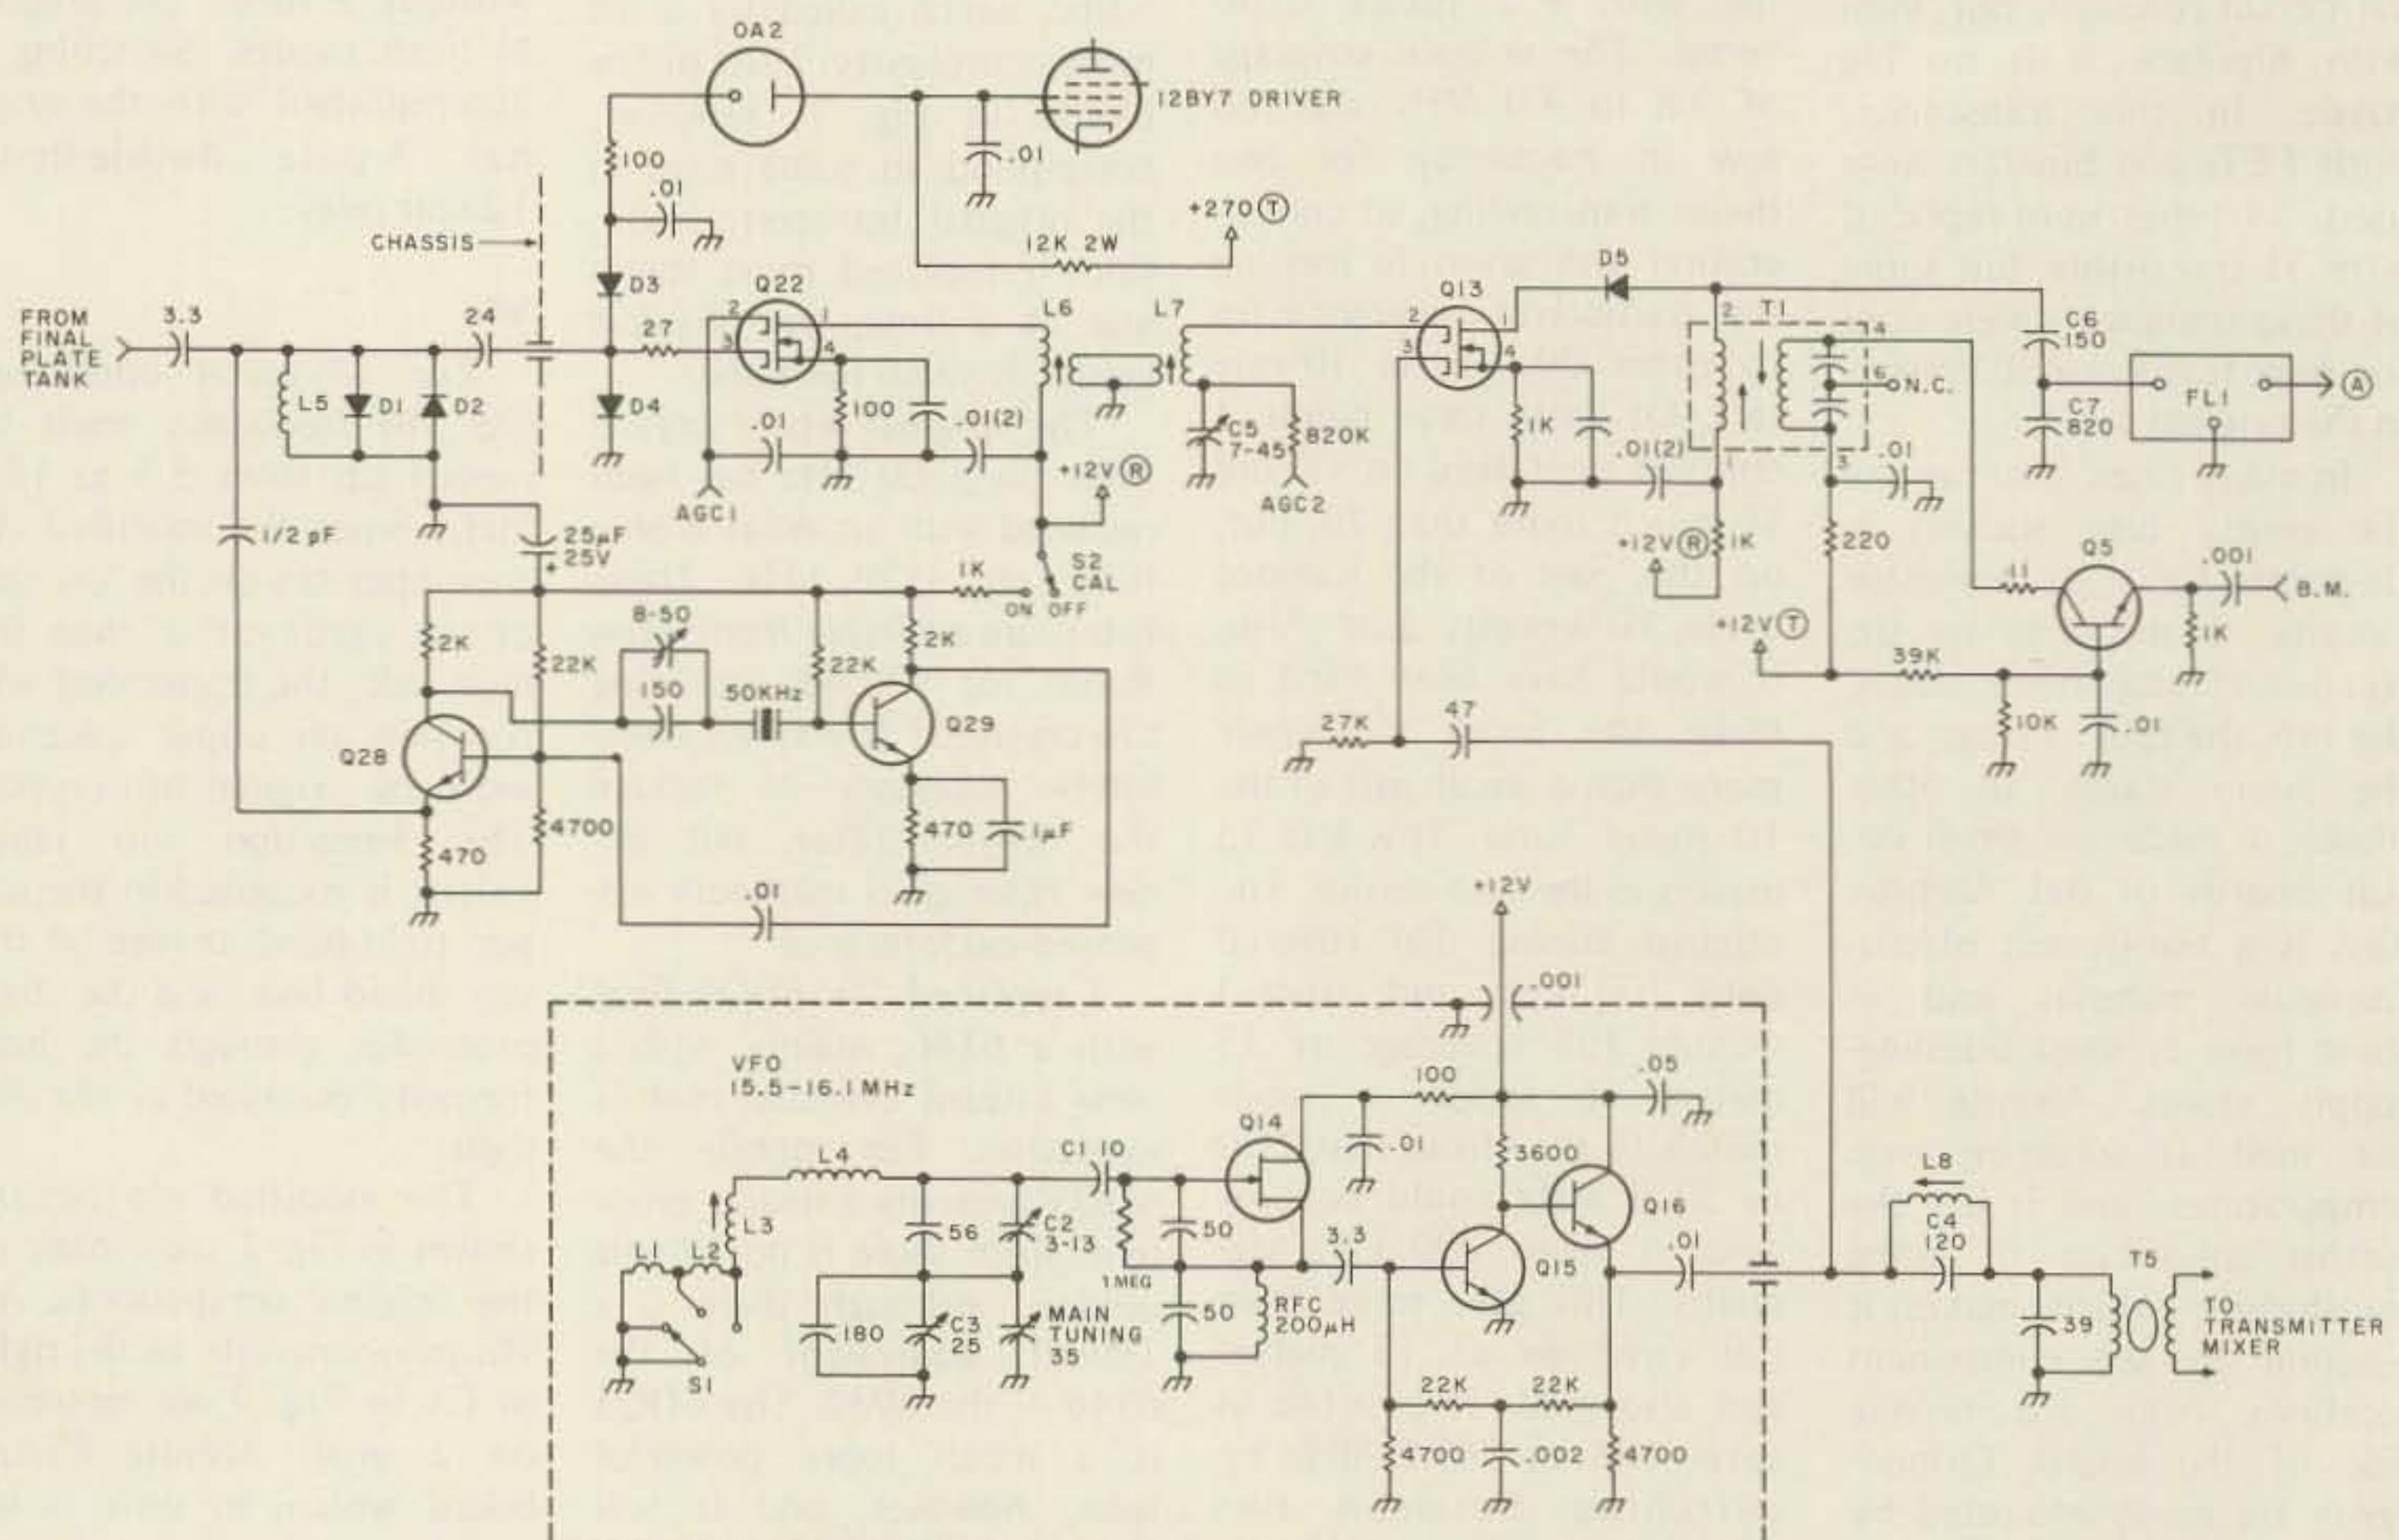 OA2
12BY7 DRIVER
100
.01
.01
+270 T
CHASSIS
12K 2W
D3
Q22
L6
L7
Q13
D5
T1
FROM
FINAL
PLATE
TANK
3.3
24
27
2
3
1
4
2
3
1
4
2
4
C6
150
6
N.C.
FL1
A
L5
D1
D2
D4
100
.01
.01(2)
C5
7-45
820K
1K
.01(2)
1
3
.01
C7
820
AGC1
+12V R
AGC2
1/2 pF
25µF
25V
+
1K
S2
CAL
ON OFF
+12V R
1K
220
11
Q5
.001
B.M.
1K
8-50
2K
22K
22K
2K
+12V T
39K
150
50KHz
Q29
Q28
27K
47
10K
.01
4700
470
1µF
470
.01
+12V
.001
VFO
15.5-16.1 MHz
100
.05
Q14
.01
3600
L4
C1 10
L3
56
C2
3-13
50
Q16
L8
C4
120
L1
L2
1 MEG
3.3
Q15
.01
T5
180
C3
25
MAIN
TUNING
35
50
RFC
200µH
39
TO
TRANSMITTER
MIXER
S1
22K
22K
4700
.002
4700